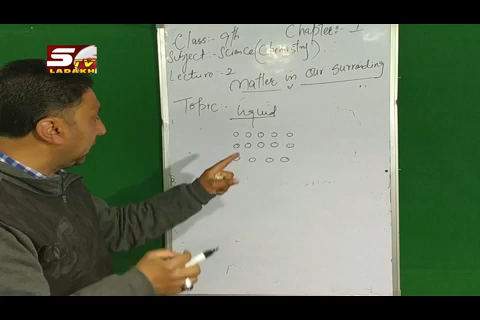 STV
LADAKH
Class:- 9th Chapter:- 1
Subject:- Science (Chemistry)
Lecture:- 2
Matter in Our Surrounding
Topic:- Liquid